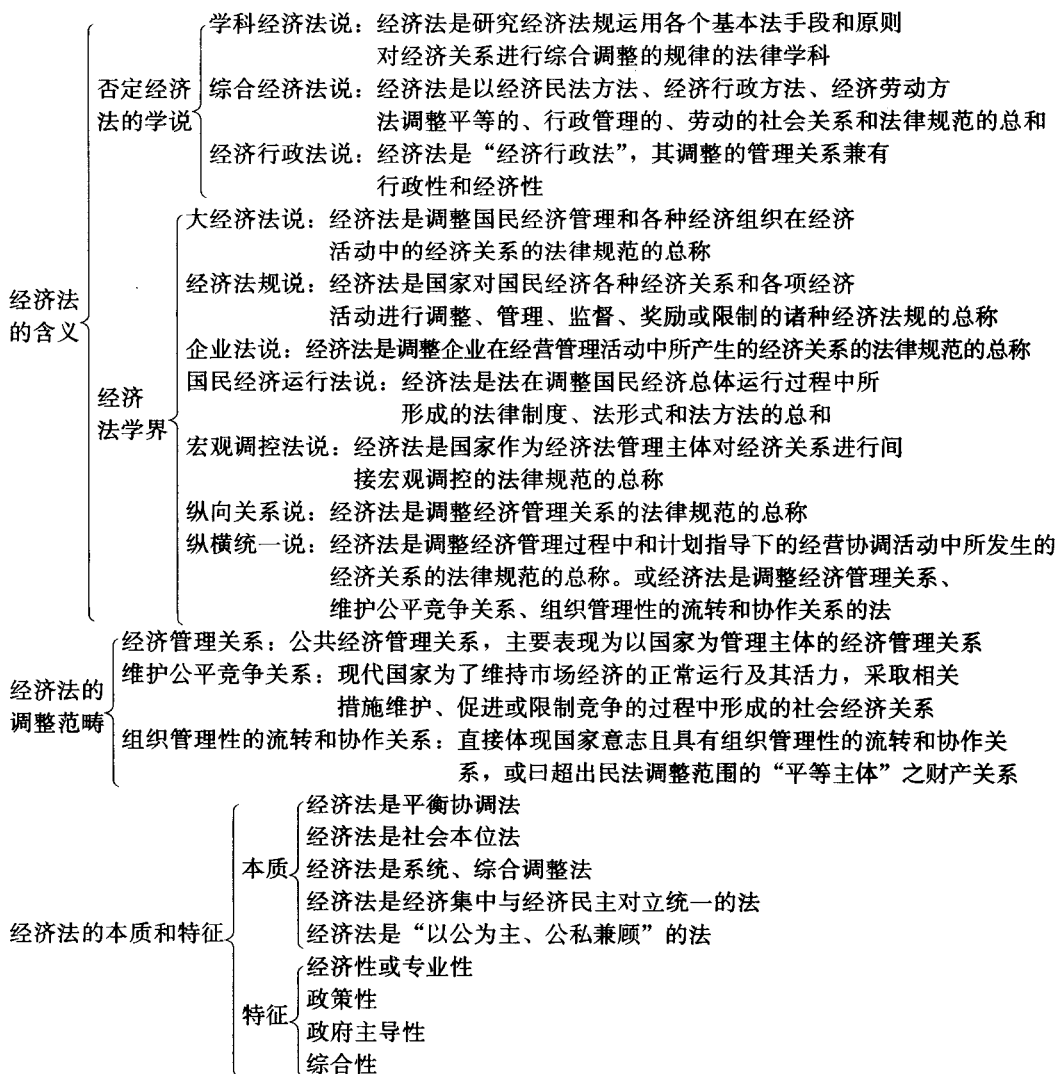 学科经济法说：经济法是研究经济法规运用各个基本法手段和原则
对经济关系进行综合调整的规律的法律学科
否定经济
法的学说
综合经济法说：经济法是以经济民法方法、经济行政方法、经济劳动方
法调整平等的、行政管理的、劳动的社会关系和法律规范的总和
经济行政法说：经济法是“经济行政法”，其调整的管理关系兼有
行政性和经济性
经济法
的含义
大经济法说：经济法是调整国民经济管理和各种经济组织在经济
活动中的经济关系的法律规范的总称
经济法规说：经济法是国家对国民经济各种经济关系和各项经济
活动进行调整、管理、监督、奖励或限制的诸种经济法规的总称
企业法说：经济法是调整企业在经营管理活动中所产生的经济关系的法律规范的总称
经济
法学界
国民经济运行法说：经济法是法在调整国民经济总体运行过程中所
形成的法律制度、法形式和法方法的总和
宏观调控法说：经济法是国家作为经济法管理主体对经济关系进行间
接宏观调控的法律规范的总称
纵向关系说：经济法是调整经济管理关系的法律规范的总称
纵横统一说：经济法是调整经济管理过程中和计划指导下的经营协调活动中所发生的
经济关系的法律规范的总称。或经济法是调整经济管理关系、
维护公平竞争关系、组织管理性的流转和协作关系的法
经济法的
调整范畴
经济管理关系：公共经济管理关系，主要表现为以国家为管理主体的经济管理关系
维护公平竞争关系：现代国家为了维持市场经济的正常运行及其活力，采取相关
措施维护、促进或限制竞争的过程中形成的社会经济关系
组织管理性的流转和协作关系：直接体现国家意志且具有组织管理性的流转和协作关
系，或曰超出民法调整范围的“平等主体”之财产关系
经济法的本质和特征
本质
经济法是平衡协调法
经济法是社会本位法
经济法是系统、综合调整法
经济法是经济集中与经济民主对立统一的法
经济法是“以公为主、公私兼顾”的法
特征
经济性或专业性
政策性
政府主导性
综合性